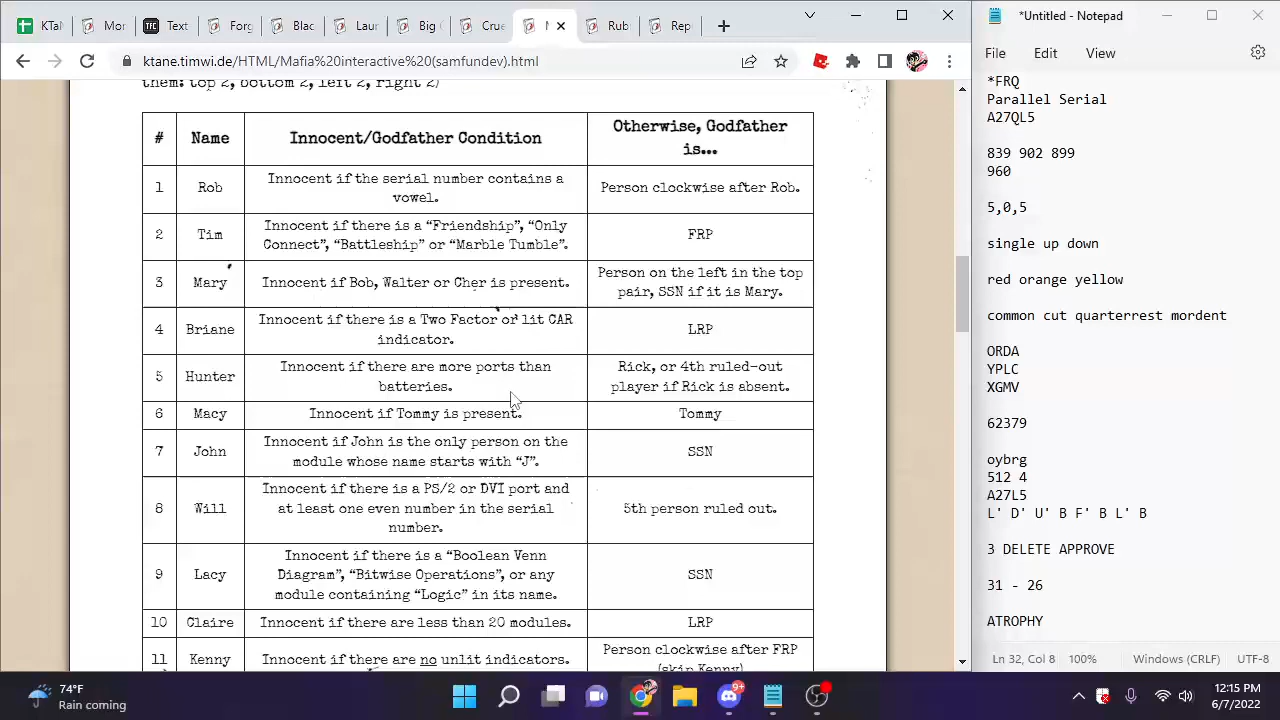 KTa
Mor
Text
Forg
Laur
Big
Crue
Rub
Rep
*Untitled - Notepad
ktane.timwi.de/HTML/Mafia%20interactive%20(samfundev).html
File Edit View
them: top 2, bottom 2, left 2, right 2)
# Name Innocent/Godfather Condition Otherwise, Godfather is...
1 Rob Innocent if the serial number contains a vowel. Person clockwise after Rob.
2 Tim Innocent if there is a “Friendship”, “Only Connect”, “Battleship” or “Marble Tumble”. FRP
3 Mary Innocent if Bob, Walter or Cher is present. Person on the left in the top pair, SSN if it is Mary.
4 Briane Innocent if there is a Two Factor or lit CAR indicator. LRP
5 Hunter Innocent if there are more ports than batteries. Rick, or 4th ruled-out player if Rick is absent.
6 Macy Innocent if Tommy is present. Tommy
7 John Innocent if John is the only person on the module whose name starts with “J”. SSN
8 Will Innocent if there is a PS/2 or DVI port and at least one even number in the serial number. 5th person ruled out.
9 Lacy Innocent if there is a “Boolean Venn Diagram”, “Bitwise Operations”, or any module containing “Logic” in its name. SSN
10 Claire Innocent if there are less than 20 modules. LRP
11 Kenny Innocent if there are no unlit indicators. Person clockwise after FRP (skip Kenny)
*FRQ
Parallel Serial
A27QL5
839 902 899
960
5,0,5
single up down
red orange yellow
common cut quarterrest mordent
ORDA
YPLC
XGMV
62379
oybrg
512 4
A27L5
L' D' U' B F' B L' B
3 DELETE APPROVE
31 - 26
ATROPHY
Ln 32, Col 8 100% Windows (CRLF) UTF-8
74°F
Rain coming
9+
12:15 PM
6/7/2022